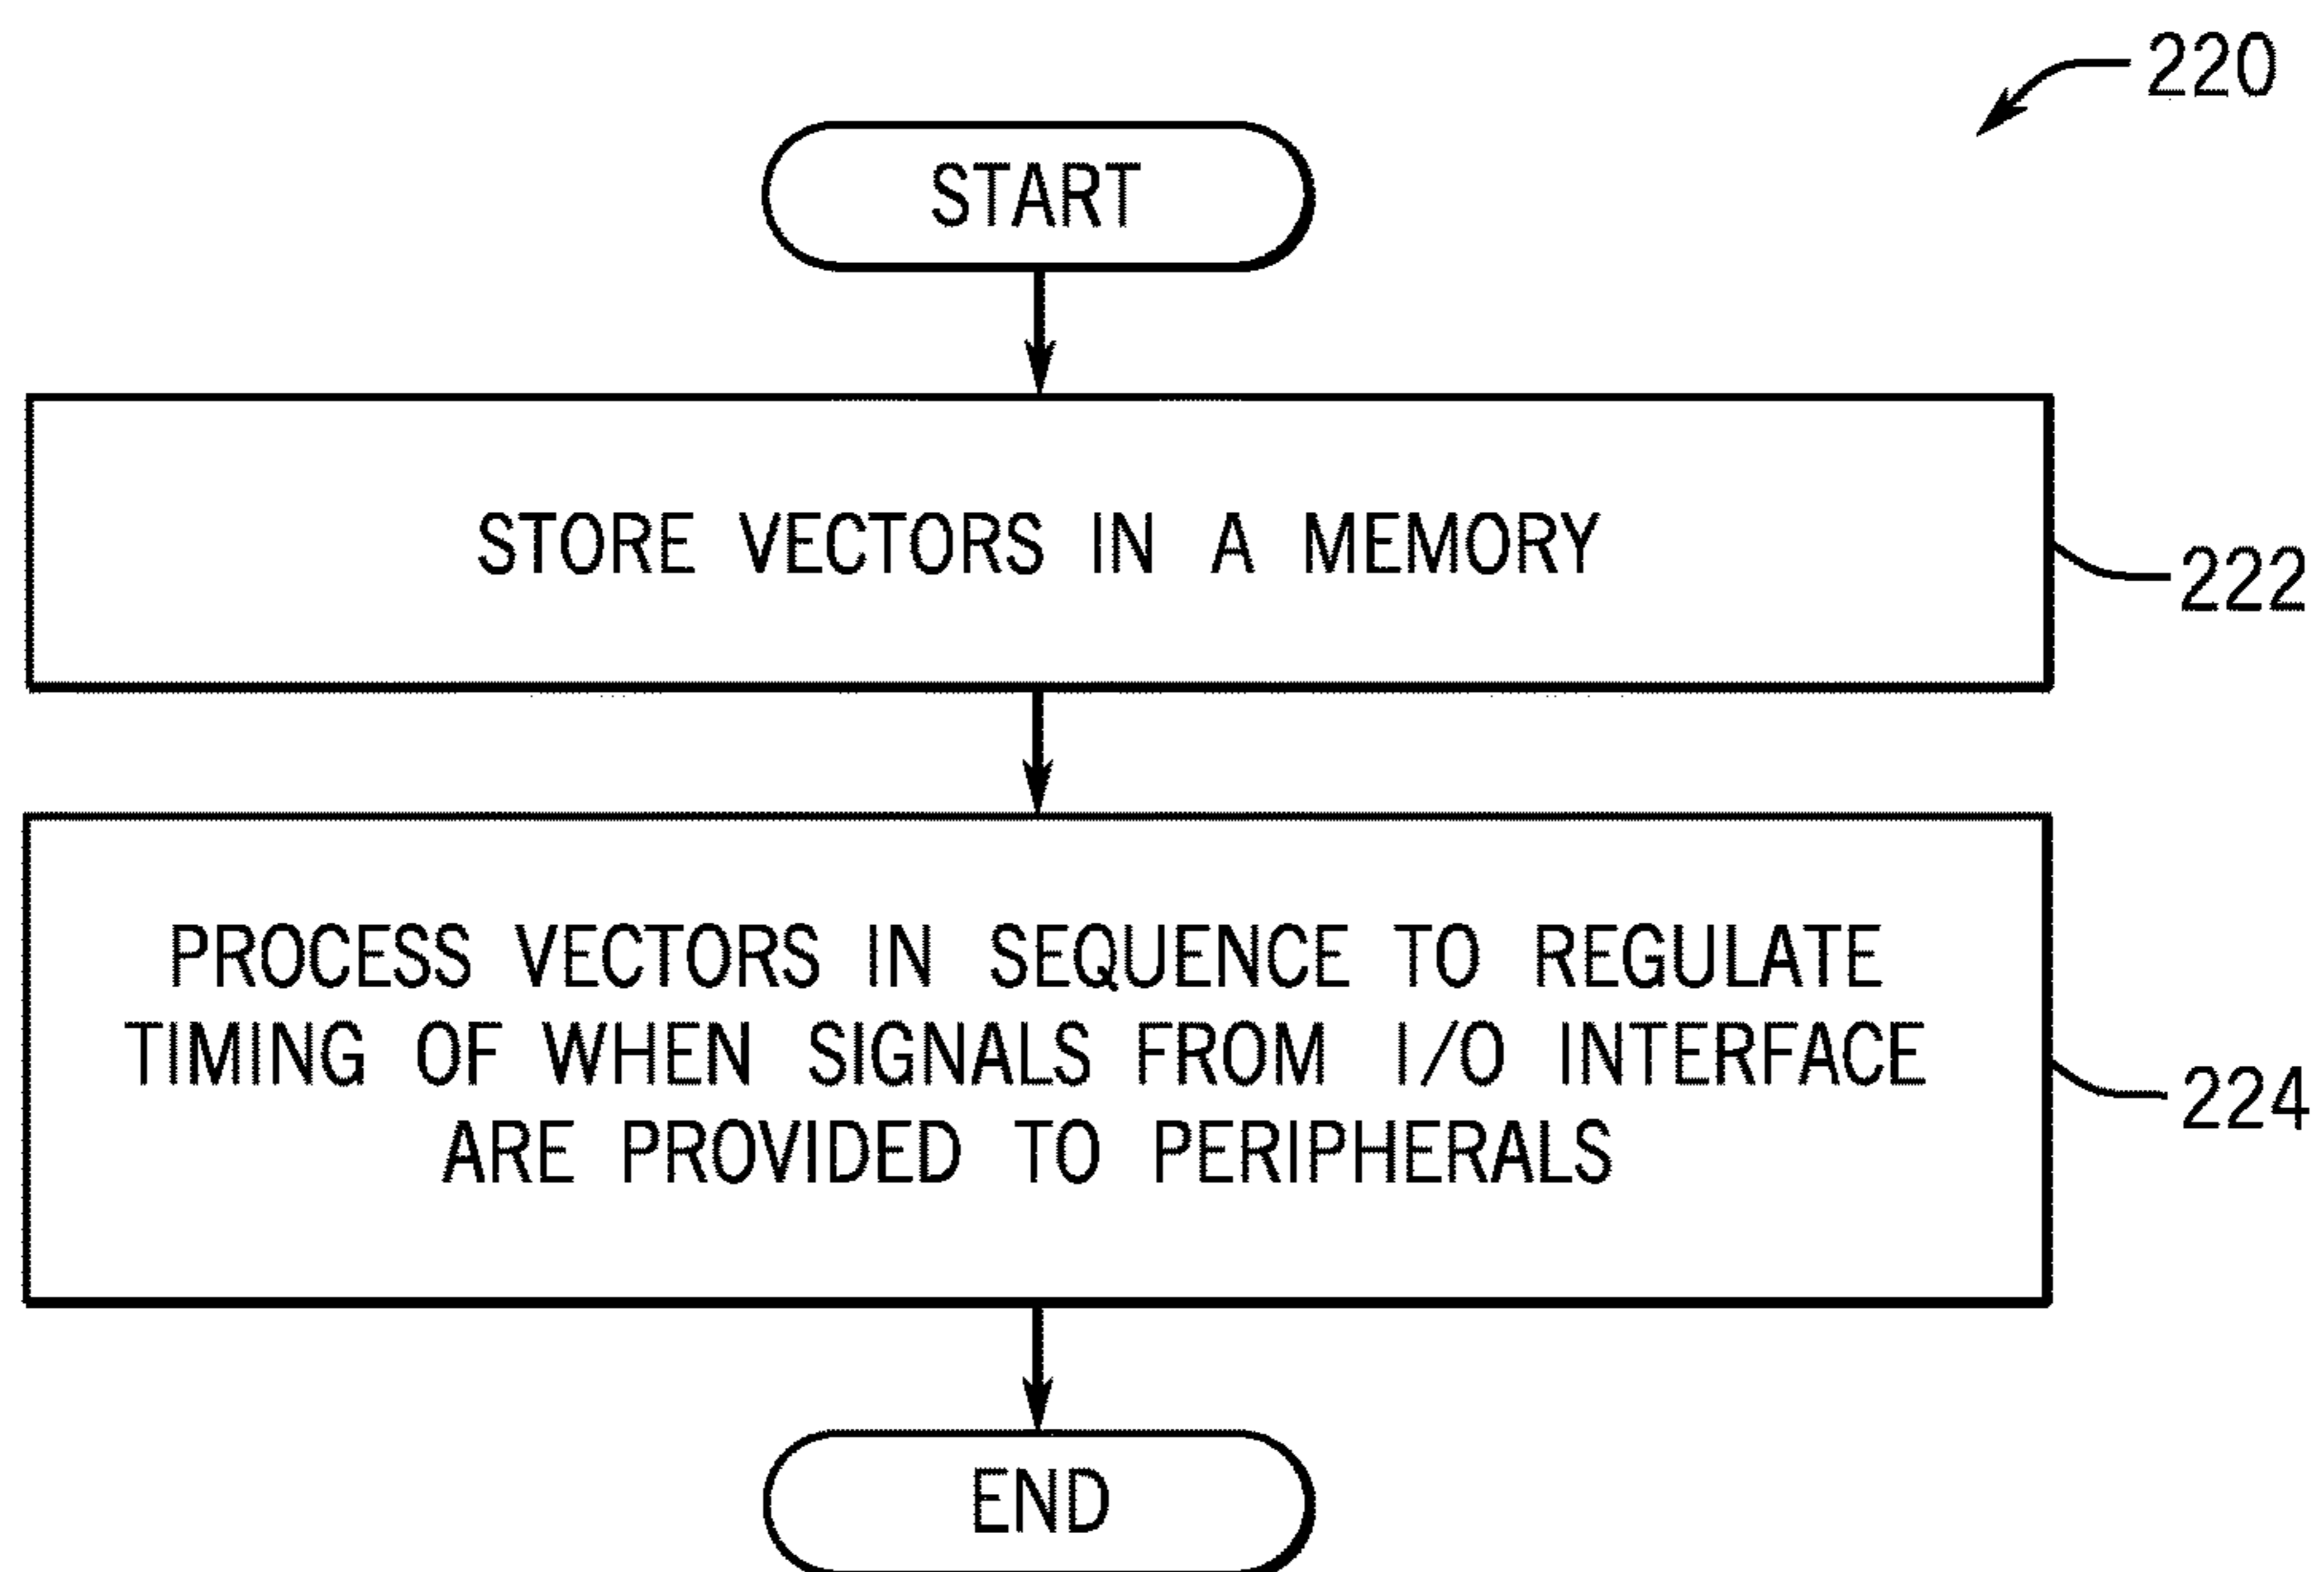 220
START
STORE VECTORS IN A MEMORY
222
PROCESS VECTORS IN SEQUENCE TO REGULATE
TIMING OF WHEN SIGNALS FROM I/O INTERFACE
ARE PROVIDED TO PERIPHERALS
224
END